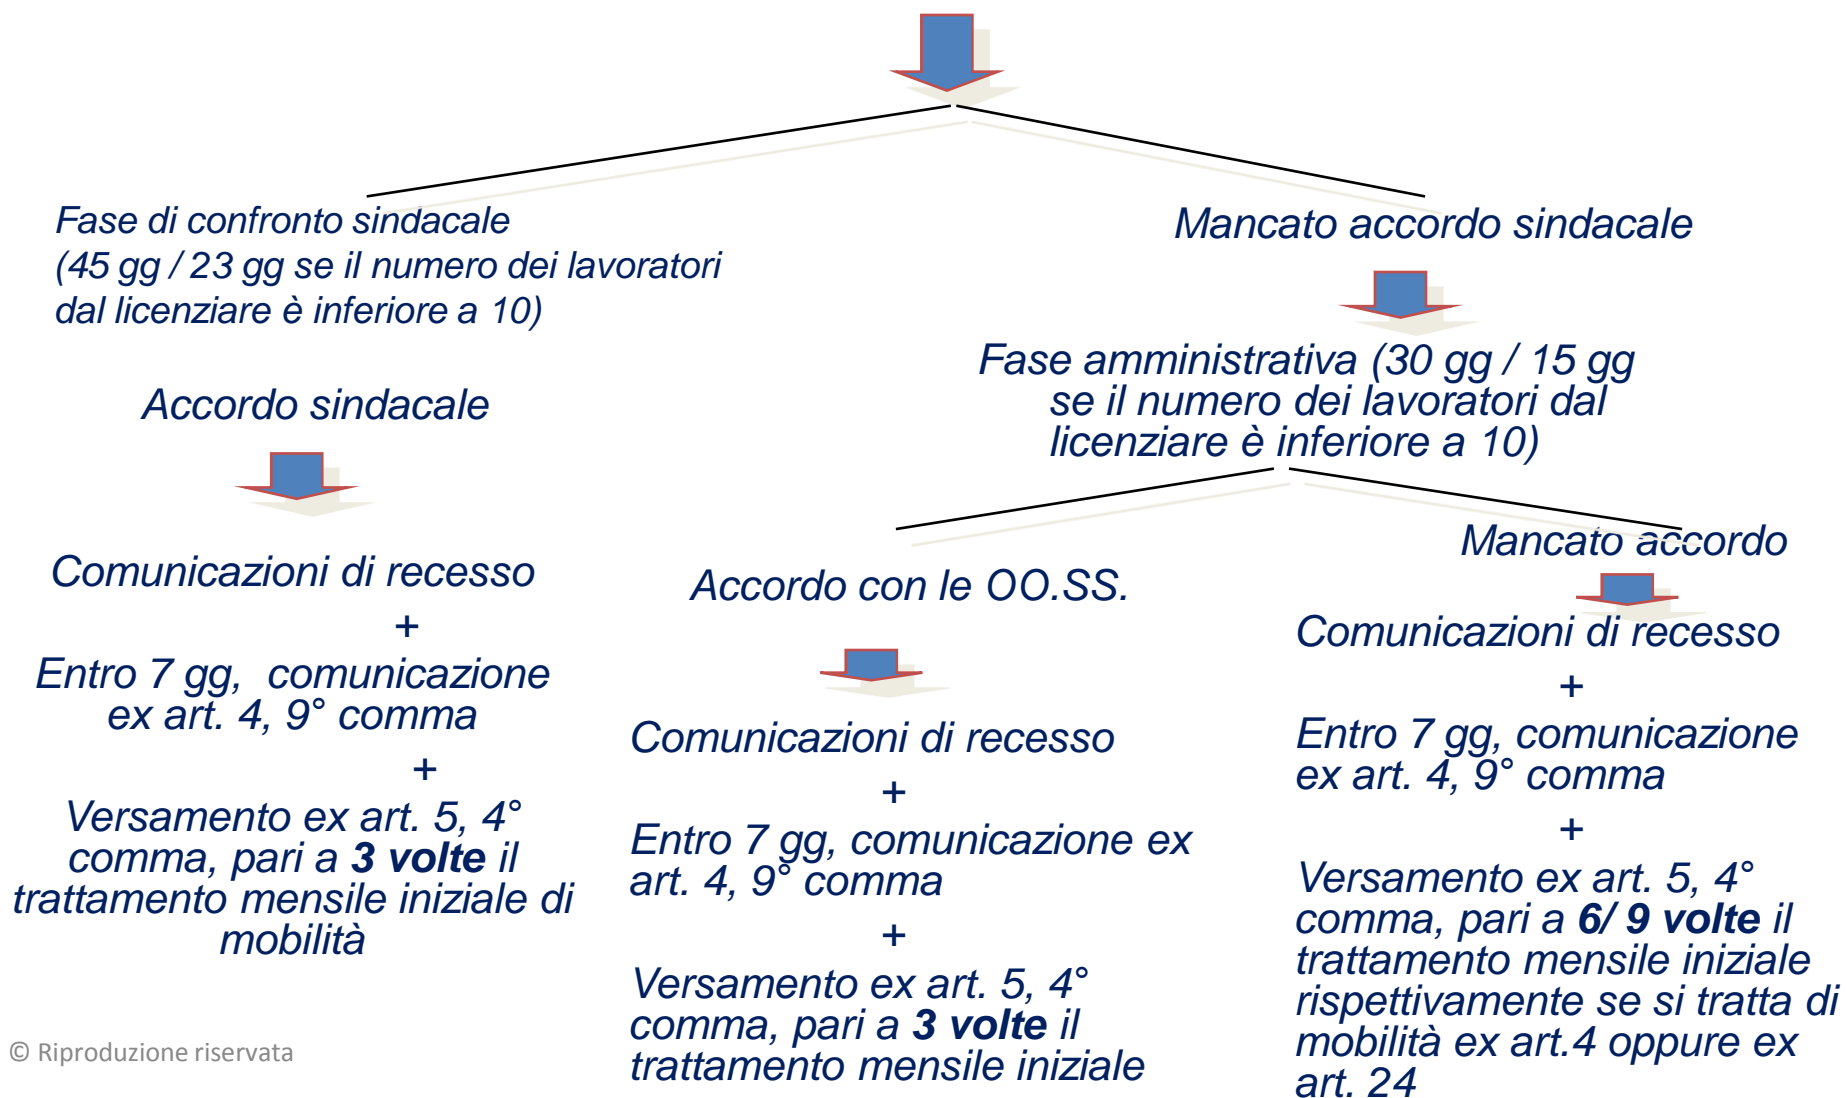 Fase di confronto sindacale
(45 gg / 23 gg se il numero dei lavoratori
dal licenziare è inferiore a 10)
Accordo sindacale
Comunicazioni di recesso
+
Entro 7 gg, comunicazione
ex art. 4, 9° comma
+
Versamento ex art. 5, 4°
comma, pari a 3 volte il
trattamento mensile iniziale di
mobilità
Mancato accordo sindacale
Fase amministrativa (30 gg / 15 gg
se il numero dei lavoratori dal
licenziare è inferiore a 10)
Accordo con le OO.SS.
Comunicazioni di recesso
+
Entro 7 gg, comunicazione ex
art. 4, 9° comma
+
Versamento ex art. 5, 4°
comma, pari a 3 volte il
trattamento mensile iniziale
Mancato accordo
Comunicazioni di recesso
+
Entro 7 gg, comunicazione
ex art. 4, 9° comma
+
Versamento ex art. 5, 4°
comma, pari a 6/ 9 volte il
trattamento mensile iniziale
rispettivamente se si tratta di
mobilità ex art.4 oppure ex
art. 24
© Riproduzione riservata